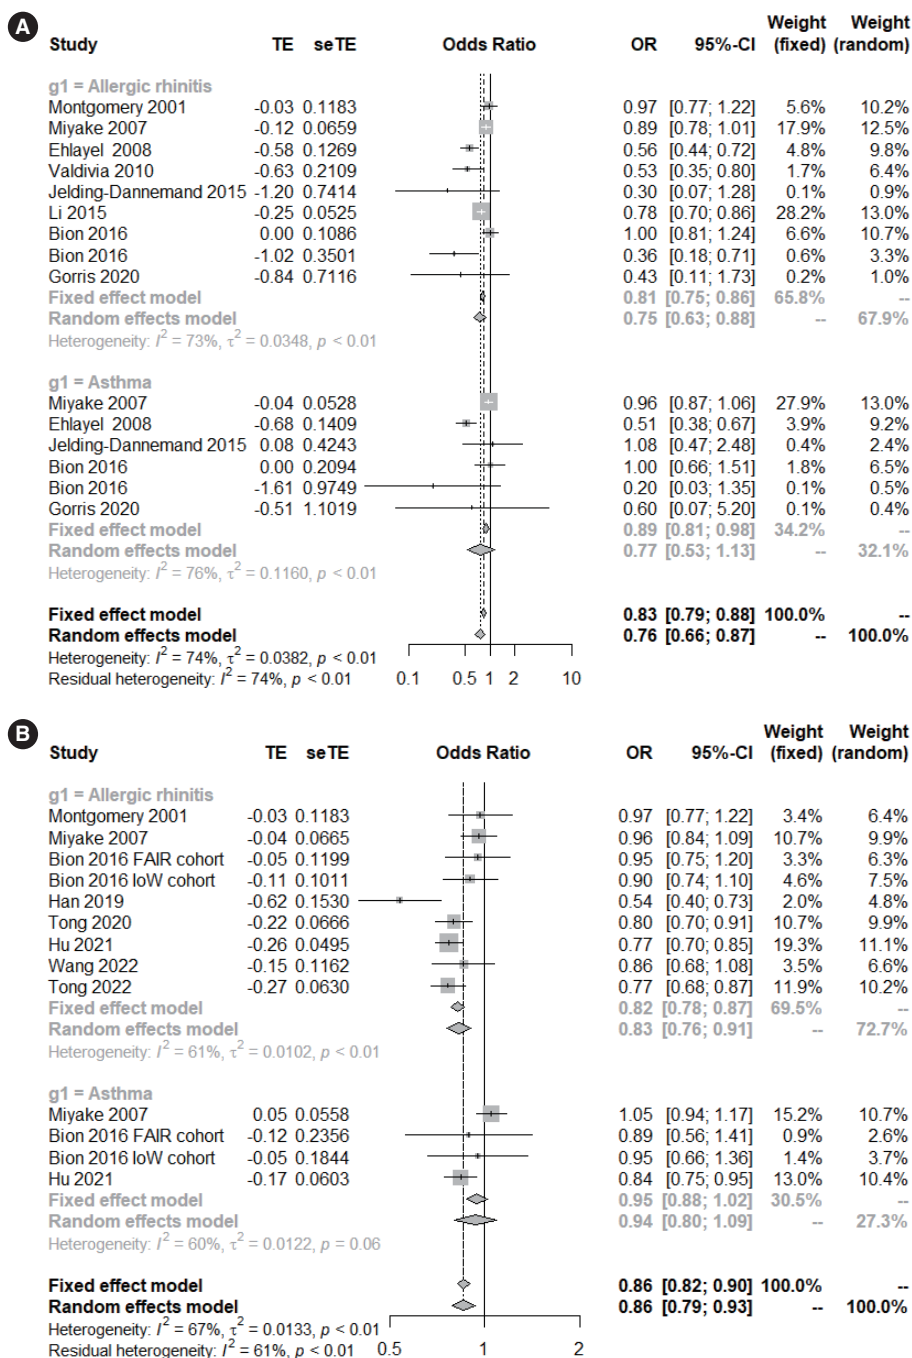 A
Weight Weight
Study TE seTE Odds Ratio OR 95%-CI (fixed) (random)
g1 = Allergic rhinitis
Montgomery 2001 -0.03 0.1183 0.97 [0.77; 1.22] 5.6% 10.2%
Miyake 2007 -0.12 0.0659 0.89 [0.78; 1.01] 17.9% 12.5%
Ehlayel 2008 -0.58 0.1269 0.56 [0.44; 0.72] 4.8% 9.8%
Valdivia 2010 -0.63 0.2109 0.53 [0.35; 0.80] 1.7% 6.4%
Jelding-Dannemand 2015 -1.20 0.7414 0.30 [0.07; 1.28] 0.1% 0.9%
Li 2015 -0.25 0.0525 0.78 [0.70; 0.86] 28.2% 13.0%
Bion 2016 0.00 0.1086 1.00 [0.81; 1.24] 6.6% 10.7%
Bion 2016 -1.02 0.3501 0.36 [0.18; 0.71] 0.6% 3.3%
Gorris 2020 -0.84 0.7116 0.43 [0.11; 1.73] 0.2% 1.0%
Fixed effect model 0.81 [0.75; 0.86] 65.8% --
Random effects model 0.75 [0.63; 0.88] -- 67.9%
Heterogeneity: I² = 73%, τ² = 0.0348, p < 0.01
g1 = Asthma
Miyake 2007 -0.04 0.0528 0.96 [0.87; 1.06] 27.9% 13.0%
Ehlayel 2008 -0.68 0.1409 0.51 [0.38; 0.67] 3.9% 9.2%
Jelding-Dannemand 2015 0.08 0.4243 1.08 [0.47; 2.48] 0.4% 2.4%
Bion 2016 0.00 0.2094 1.00 [0.66; 1.51] 1.8% 6.5%
Bion 2016 -1.61 0.9749 0.20 [0.03; 1.35] 0.1% 0.5%
Gorris 2020 -0.51 1.1019 0.60 [0.07; 5.20] 0.1% 0.4%
Fixed effect model 0.89 [0.81; 0.98] 34.2% --
Random effects model 0.77 [0.53; 1.13] -- 32.1%
Heterogeneity: I² = 76%, τ² = 0.1160, p < 0.01
Fixed effect model 0.83 [0.79; 0.88] 100.0% --
Random effects model 0.76 [0.66; 0.87] -- 100.0%
Heterogeneity: I² = 74%, τ² = 0.0382, p < 0.01
Residual heterogeneity: I² = 74%, p < 0.01 0.1 0.5 1 2 10
B
Weight Weight
Study TE seTE Odds Ratio OR 95%-CI (fixed) (random)
g1 = Allergic rhinitis
Montgomery 2001 -0.03 0.1183 0.97 [0.77; 1.22] 3.4% 6.4%
Miyake 2007 -0.04 0.0665 0.96 [0.84; 1.09] 10.7% 9.9%
Bion 2016 FAIR cohort -0.05 0.1199 0.95 [0.75; 1.20] 3.3% 6.3%
Bion 2016 IoW cohort -0.11 0.1011 0.90 [0.74; 1.10] 4.6% 7.5%
Han 2019 -0.62 0.1530 0.54 [0.40; 0.73] 2.0% 4.8%
Tong 2020 -0.22 0.0666 0.80 [0.70; 0.91] 10.7% 9.9%
Hu 2021 -0.26 0.0495 0.77 [0.70; 0.85] 19.3% 11.1%
Wang 2022 -0.15 0.1162 0.86 [0.68; 1.08] 3.5% 6.6%
Tong 2022 -0.27 0.0630 0.77 [0.68; 0.87] 11.9% 10.2%
Fixed effect model 0.82 [0.78; 0.87] 69.5% --
Random effects model 0.83 [0.76; 0.91] -- 72.7%
Heterogeneity: I² = 61%, τ² = 0.0102, p < 0.01
g1 = Asthma
Miyake 2007 0.05 0.0558 1.05 [0.94; 1.17] 15.2% 10.7%
Bion 2016 FAIR cohort -0.12 0.2356 0.89 [0.56; 1.41] 0.9% 2.6%
Bion 2016 IoW cohort -0.05 0.1844 0.95 [0.66; 1.36] 1.4% 3.7%
Hu 2021 -0.17 0.0603 0.84 [0.75; 0.95] 13.0% 10.4%
Fixed effect model 0.95 [0.88; 1.02] 30.5% --
Random effects model 0.94 [0.80; 1.09] -- 27.3%
Heterogeneity: I² = 60%, τ² = 0.0122, p = 0.06
Fixed effect model 0.86 [0.82; 0.90] 100.0% --
Random effects model 0.86 [0.79; 0.93] -- 100.0%
Heterogeneity: I² = 67%, τ² = 0.0133, p < 0.01
Residual heterogeneity: I² = 61%, p < 0.01 0.5 1 2